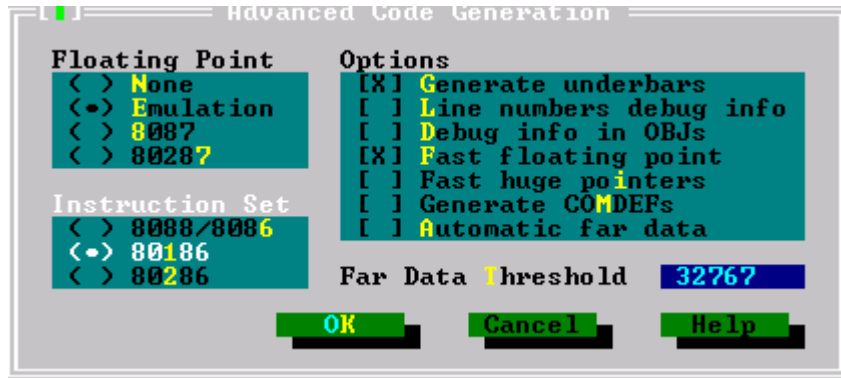 Advanced Code Generation
Floating Point
( ) None
(•) Emulation
( ) 8087
( ) 80287
Instruction Set
( ) 8088/8086
(•) 80186
( ) 80286
Options
[X] Generate underbars
[ ] Line numbers debug info
[ ] Debug info in OBJs
[X] Fast floating point
[ ] Fast huge pointers
[ ] Generate COMDEFs
[ ] Automatic far data
Far Data Threshold 32767
OK Cancel Help